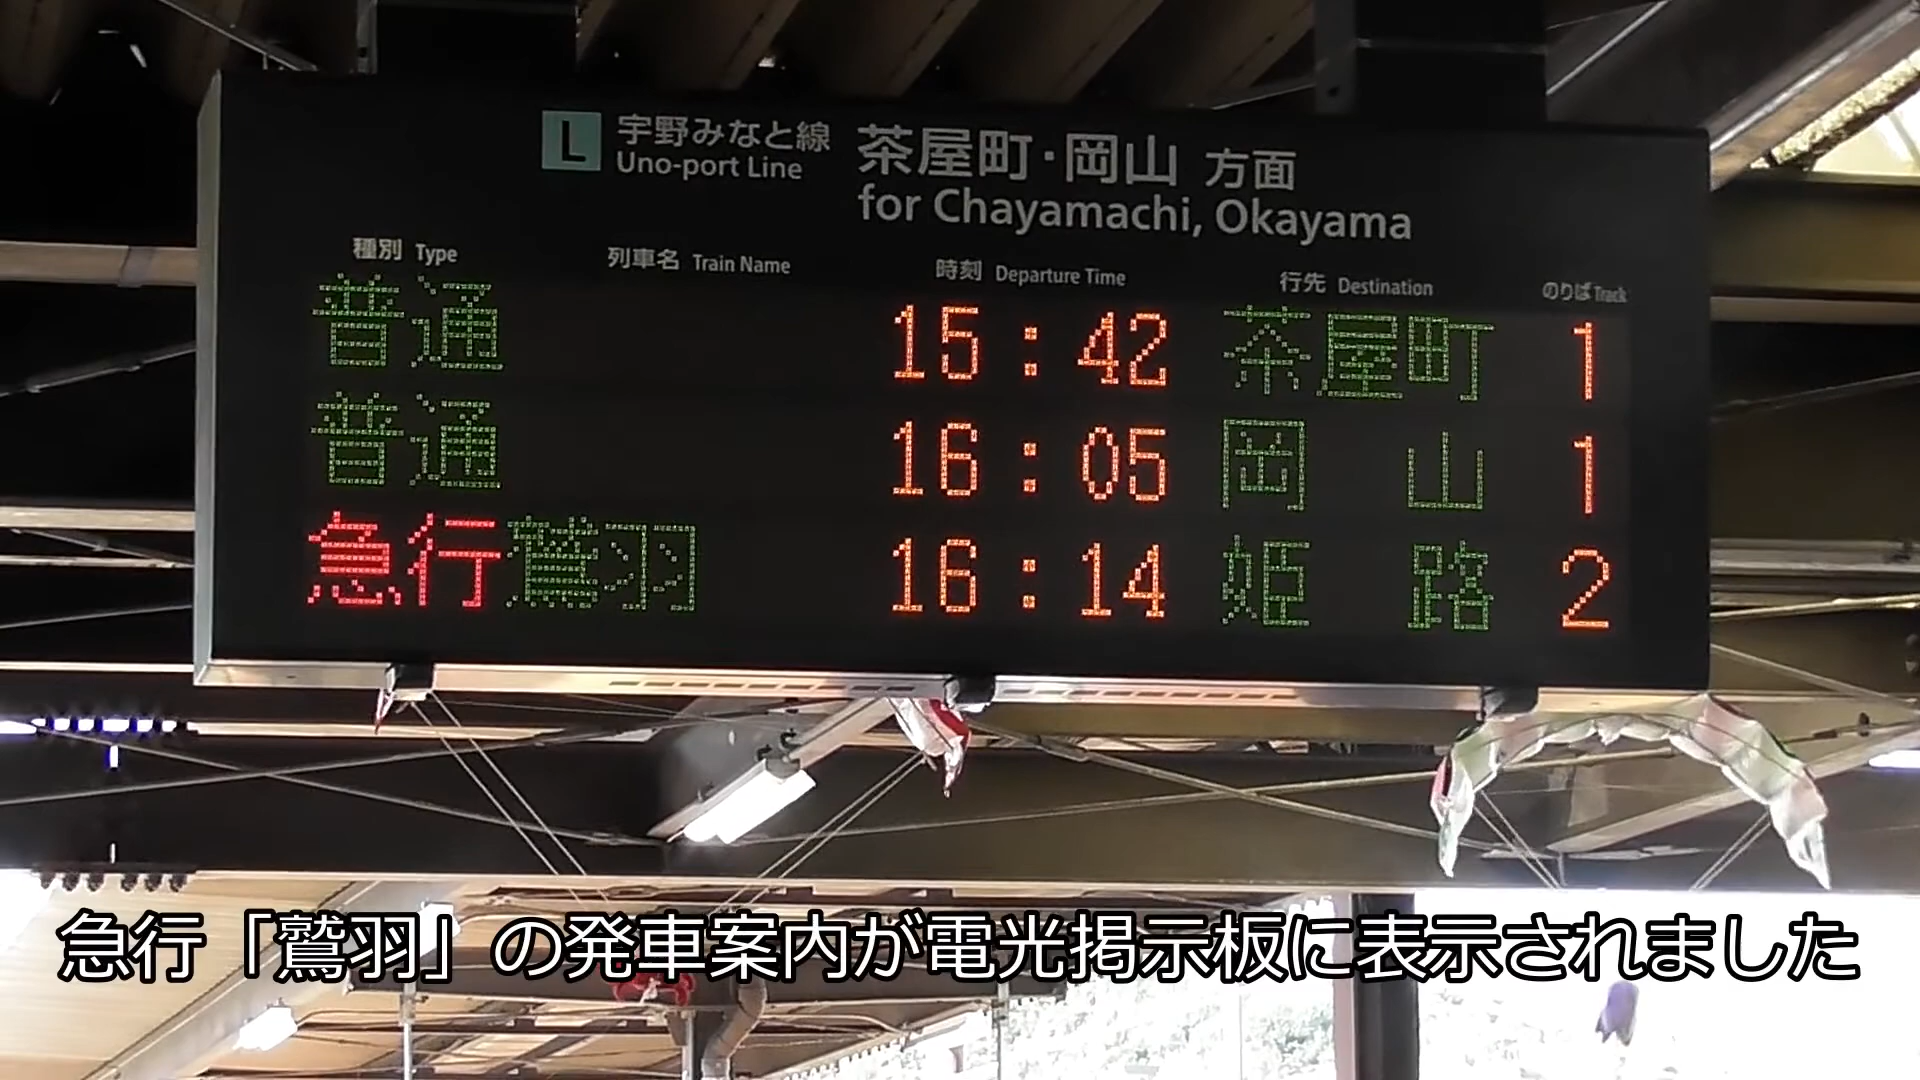 L 宇野みなと線 茶屋町・岡山 方面
Uno-port Line for Chayamachi, Okayama
種別 Type 列車名 Train Name 時刻 Departure Time 行先 Destination のりば Track
普通 15:42 茶屋町 1
普通 16:05 岡山 1
急行 鷲羽 16:14 姫路 2
急行「鷲羽」の発車案内が電光掲示板に表示されました